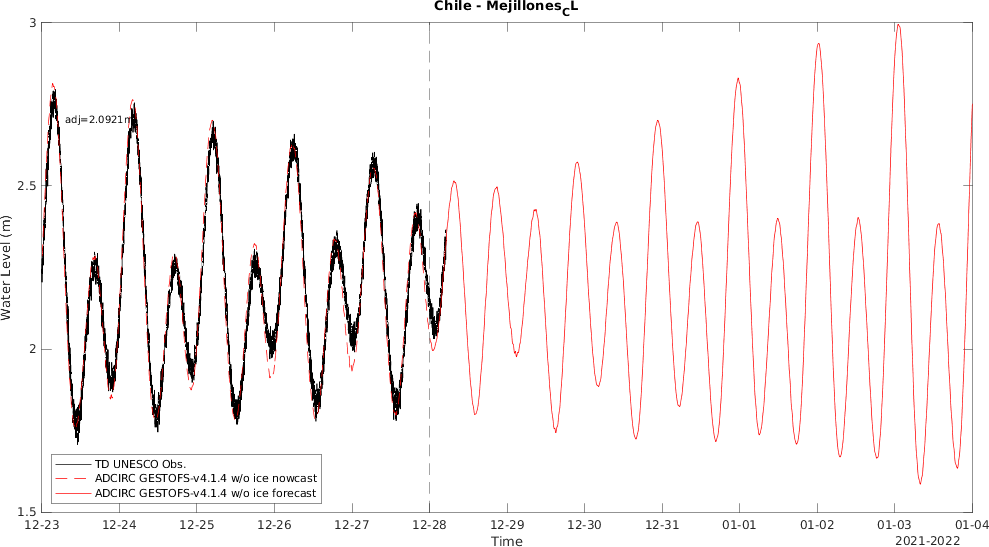 Chile - Mejillones_CL
3
2.5
2
1.5
Water Level (m)
adj=2.0921m
TD UNESCO Obs.
ADCIRC GESTOFS-v4.1.4 w/o ice nowcast
ADCIRC GESTOFS-v4.1.4 w/o ice forecast
12-23 12-24 12-25 12-26 12-27 12-28 12-29 12-30 12-31 01-01 01-02 01-03 01-04
Time
2021-2022